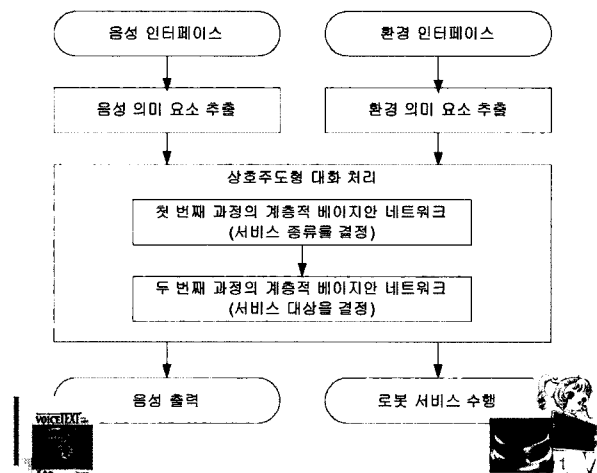 음성 인터페이스
환경 인터페이스
음성 의미 요소 추출
환경 의미 요소 추출
상호주도형 대화 처리
첫 번째 과정의 계층적 베이지안 네트워크
(서비스 종류를 결정)
두 번째 과정의 계층적 베이지안 네트워크
(서비스 대상을 결정)
음성 출력
로봇 서비스 수행
VOICETEXT